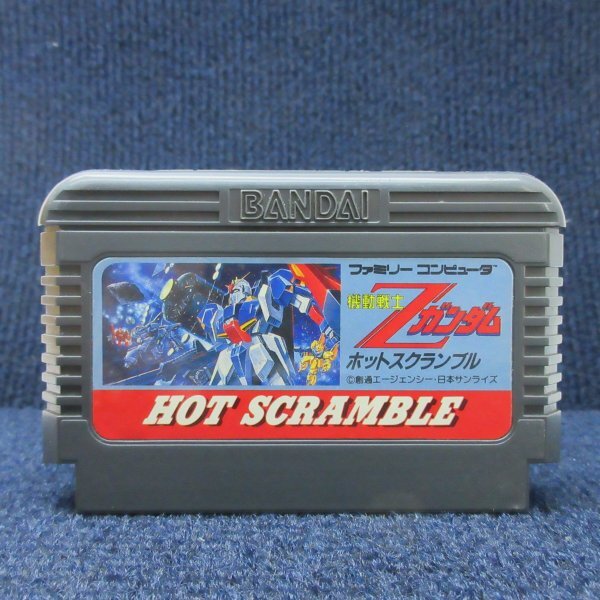 BANDAI
ファミリー コンピュータ
機動戦士
Zガンダム
ホットスクランブル
©創通エージェンシー・日本サンライズ
HOT SCRAMBLE